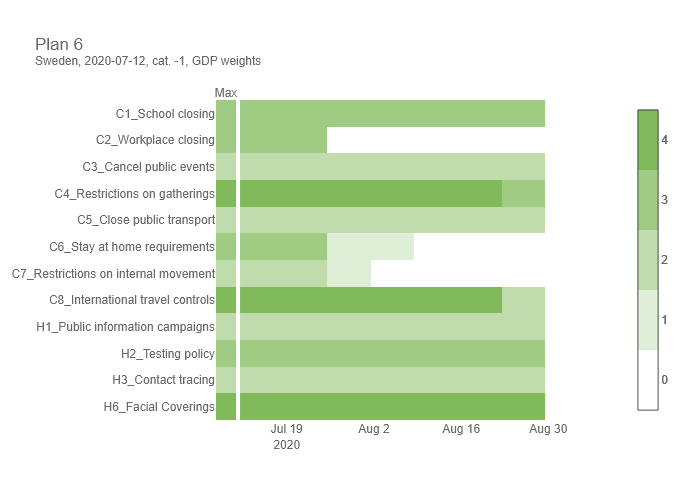 Plan 6
Sweden, 2020-07-12, cat. -1, GDP weights
Max
C1_School closing
C2_Workplace closing
C3_Cancel public events
C4_Restrictions on gatherings
C5_Close public transport
C6_Stay at home requirements
C7_Restrictions on internal movement
C8_International travel controls
H1_Public information campaigns
H2_Testing policy
H3_Contact tracing
H6_Facial Coverings
Jul 19 Aug 2 Aug 16 Aug 30
2020
4
3
2
1
0